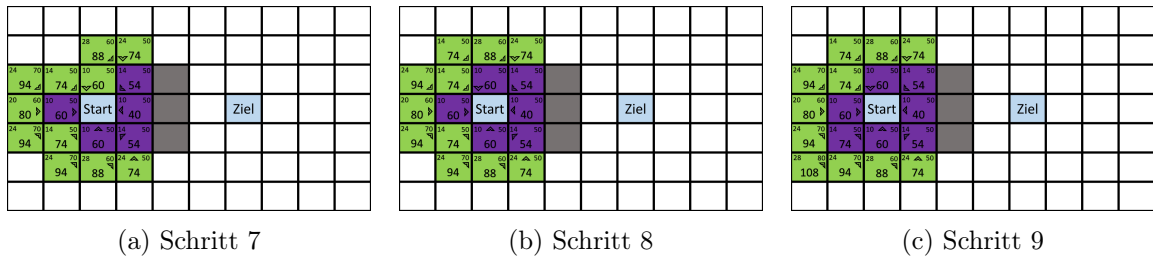 28 60 24 50
88 74
24 70 14 50 10 50 14 50
94 74 60 54
20 60 10 50 10 50
80 60 Start 40 Ziel
24 70 14 50 10 50 14 50
94 74 60 54
24 70 28 60 24 50
94 88 74
(a) Schritt 7
14 50 28 60 24 50
74 88 74
24 70 14 50 10 50 14 50
94 74 60 54
20 60 10 50 10 50
80 60 Start 40 Ziel
24 70 14 50 10 50 14 50
94 74 60 54
24 70 28 60 24 50
94 88 74
(b) Schritt 8
14 50 28 60 24 50
74 88 74
24 70 14 50 10 50 14 50
94 74 60 54
20 60 10 50 10 50
80 60 Start 40 Ziel
24 70 14 50 10 50 14 50
94 74 60 54
28 80 24 70 28 60 24 50
108 94 88 74
(c) Schritt 9